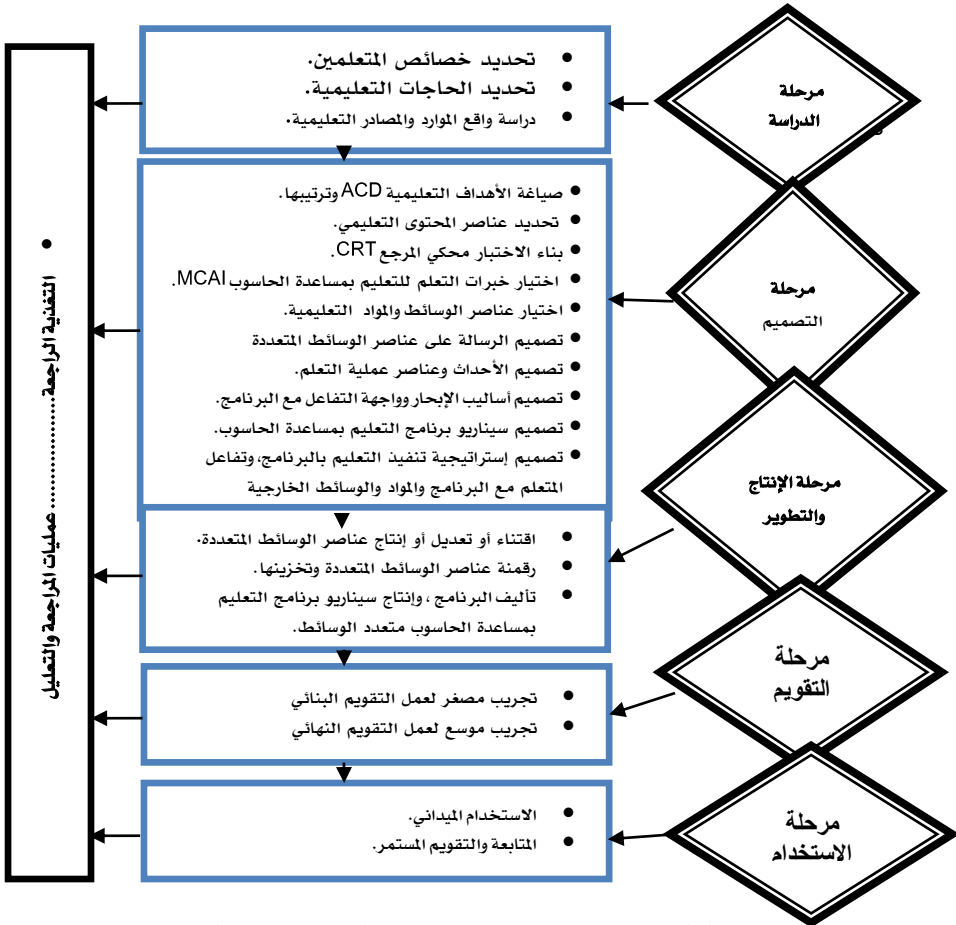 مرحلة
الدراسة
• تحديد خصائص المتعلمين.
• تحديد الحاجات التعليمية.
• دراسة واقع الموارد والمصادر التعليمية.
مرحلة
التصميم
• صياغة الأهداف التعليمية ACD وترتيبها.
• تحديد عناصر المحتوى التعليمي.
• بناء الاختبار محكي المرجع CRT.
• اختيار خبرات التعلم للتعليم بمساعدة الحاسوب MCAI.
• اختيار عناصر الوسائط والمواد التعليمية.
• تصميم الرسالة على عناصر الوسائط المتعددة
• تصميم الأحداث وعناصر عملية التعلم.
• تصميم أساليب الإبحار وواجهة التفاعل مع البرنامج.
• تصميم سيناريو برنامج التعليم بمساعدة الحاسوب.
• تصميم إستراتيجية تنفيذ التعليم بالبرنامج، وتفاعل
المتعلم مع البرنامج والمواد والوسائط الخارجية
مرحلة الإنتاج
والتطوير
• اقتناء أو تعديل أو إنتاج عناصر الوسائط المتعددة.
• رقمنة عناصر الوسائط المتعددة وتخزينها.
• تأليف البرنامج، وإنتاج سيناريو برنامج التعليم
بمساعدة الحاسوب متعدد الوسائط.
مرحلة
التقويم
• تجريب مصغر لعمل التقويم البنائي
• تجريب موسع لعمل التقويم النهائي
مرحلة
الاستخدام
• الاستخدام الميداني.
• المتابعة والتقويم المستمر.
• التغذية الراجعة.....................عمليات المراجعة والتعليل